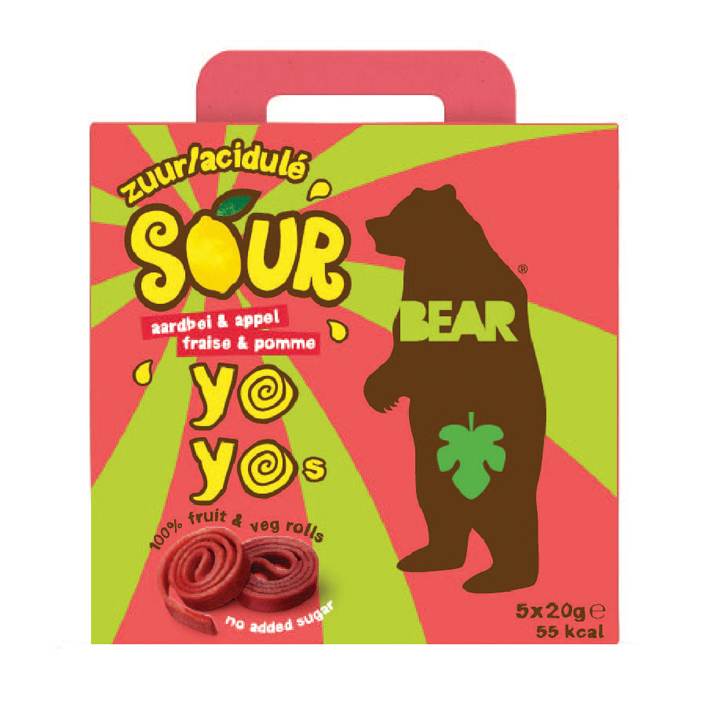 zuur/acidulé
SOUR
aardbei & appel
fraise & pomme
yo
yos
100% fruit & veg rolls
no added sugar
BEAR®
5x20g e
55 kcal